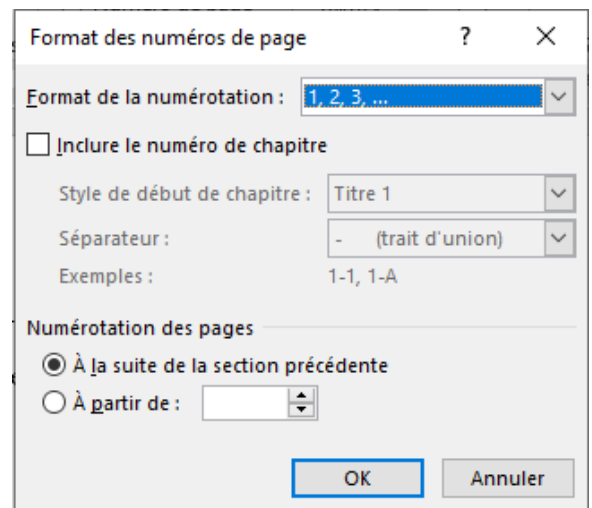 Format des numéros de page ?
Format de la numérotation : 1, 2, 3, ...
Inclure le numéro de chapitre
Style de début de chapitre : Titre 1
Séparateur : - (trait d'union)
Exemples : 1-1, 1-A
Numérotation des pages
À la suite de la section précédente
À partir de :
OK Annuler